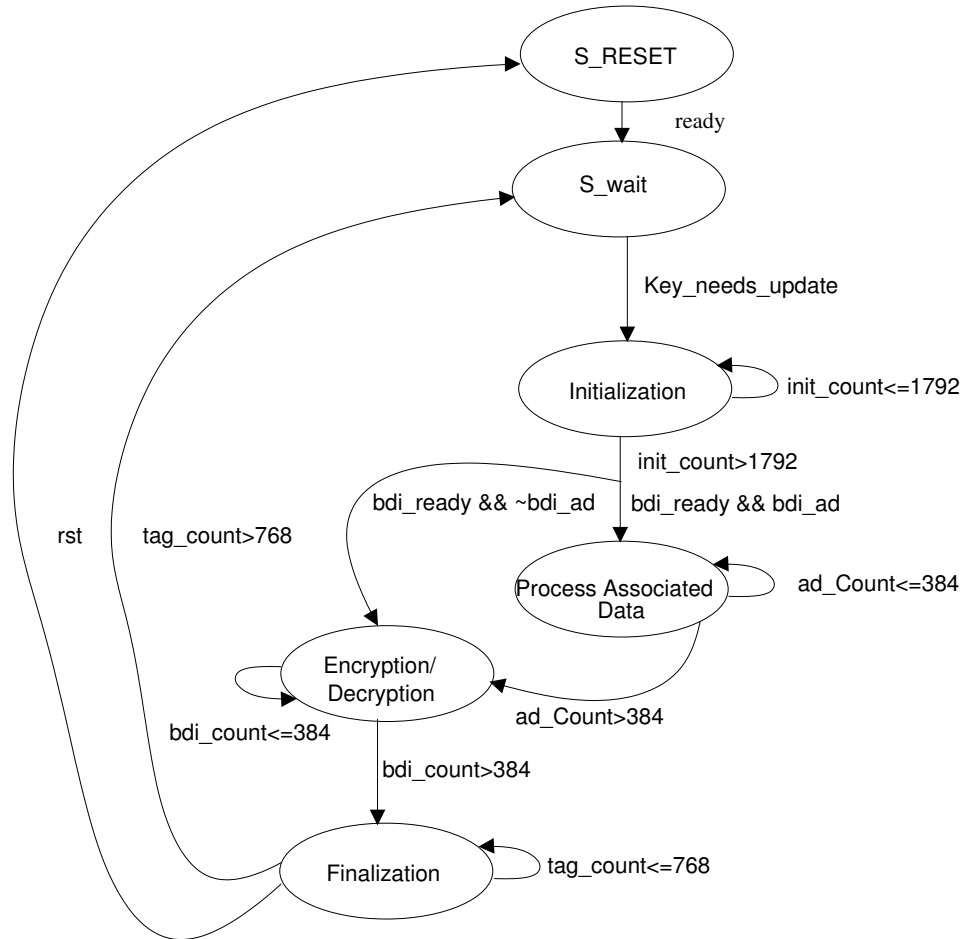 S_RESET
ready
S_wait
Key_needs_update
Initialization
init_count<=1792
init_count>1792
bdi_ready && ~bdi_ad
bdi_ready && bdi_ad
rst
tag_count>768
Process Associated
Data
ad_Count<=384
Encryption/
Decryption
ad_Count>384
bdi_count<=384
bdi_count>384
Finalization
tag_count<=768